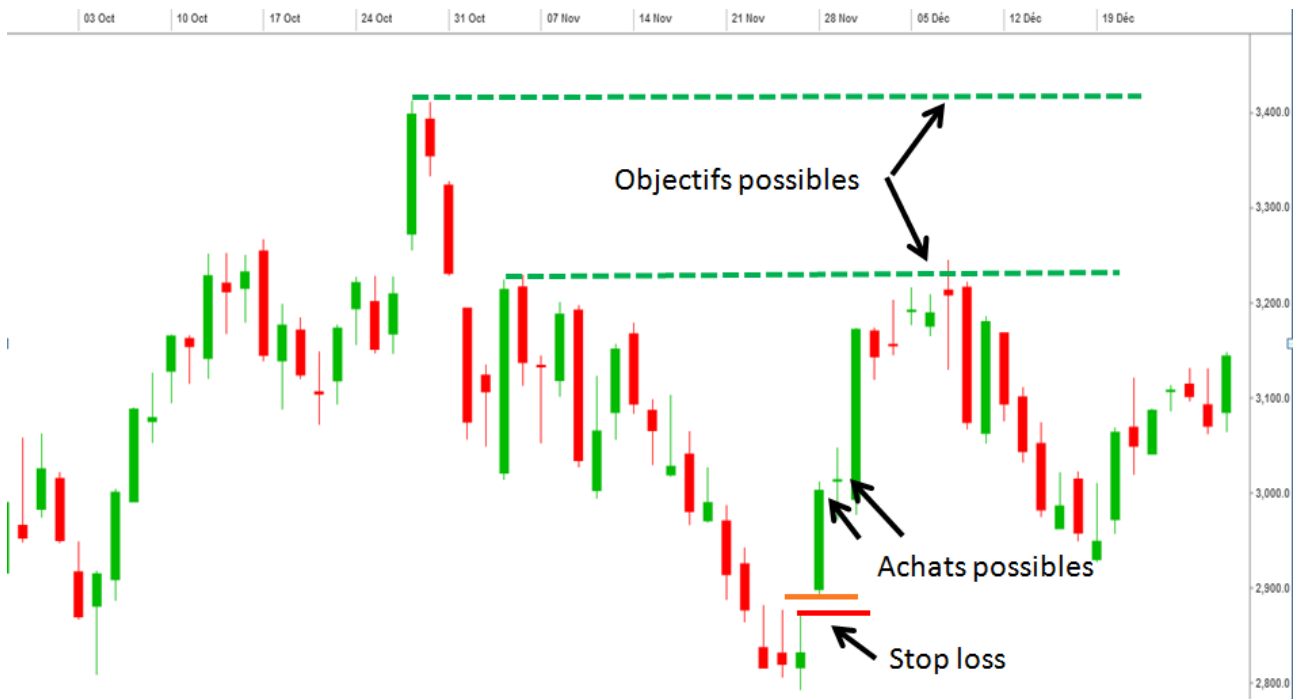 03 Oct 10 Oct 17 Oct 24 Oct 31 Oct 07 Nov 14 Nov 21 Nov 28 Nov 05 Déc 12 Déc 19 Déc
3,400.0
Objectifs possibles
3,300.0
3,200.0
3,100.0
3,000.0
Achats possibles
2,900.0
Stop loss
2,800.0